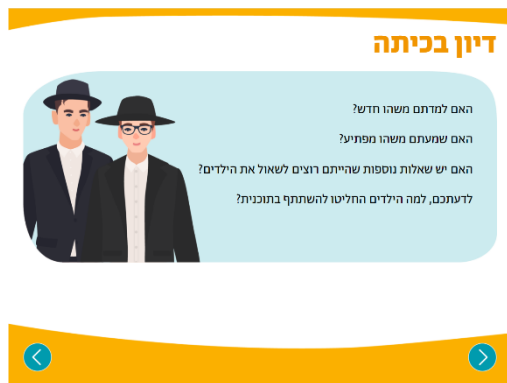 דיון בכיתה
האם למדתם משהו חדש?
האם שמעתם משהו מפתיע?
האם יש שאלות נוספות שהייתם רוצים לשאול את הילדים?
לדעתכם, למה הילדים החליטו להשתתף בתוכנית?